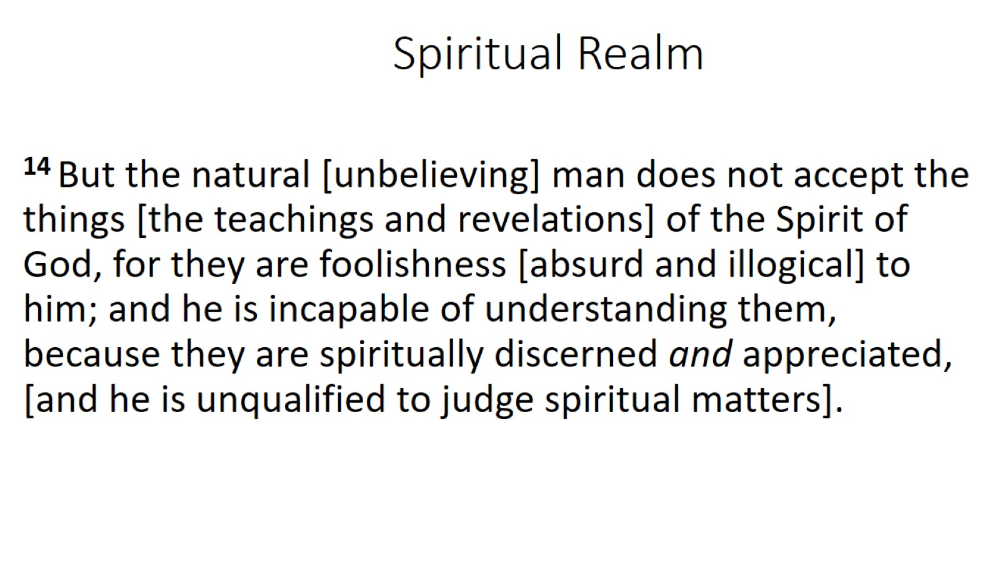 Spiritual Realm
14 But the natural [unbelieving] man does not accept the
things [the teachings and revelations] of the Spirit of
God, for they are foolishness [absurd and illogical] to
him; and he is incapable of understanding them,
because they are spiritually discerned and appreciated,
[and he is unqualified to judge spiritual matters].